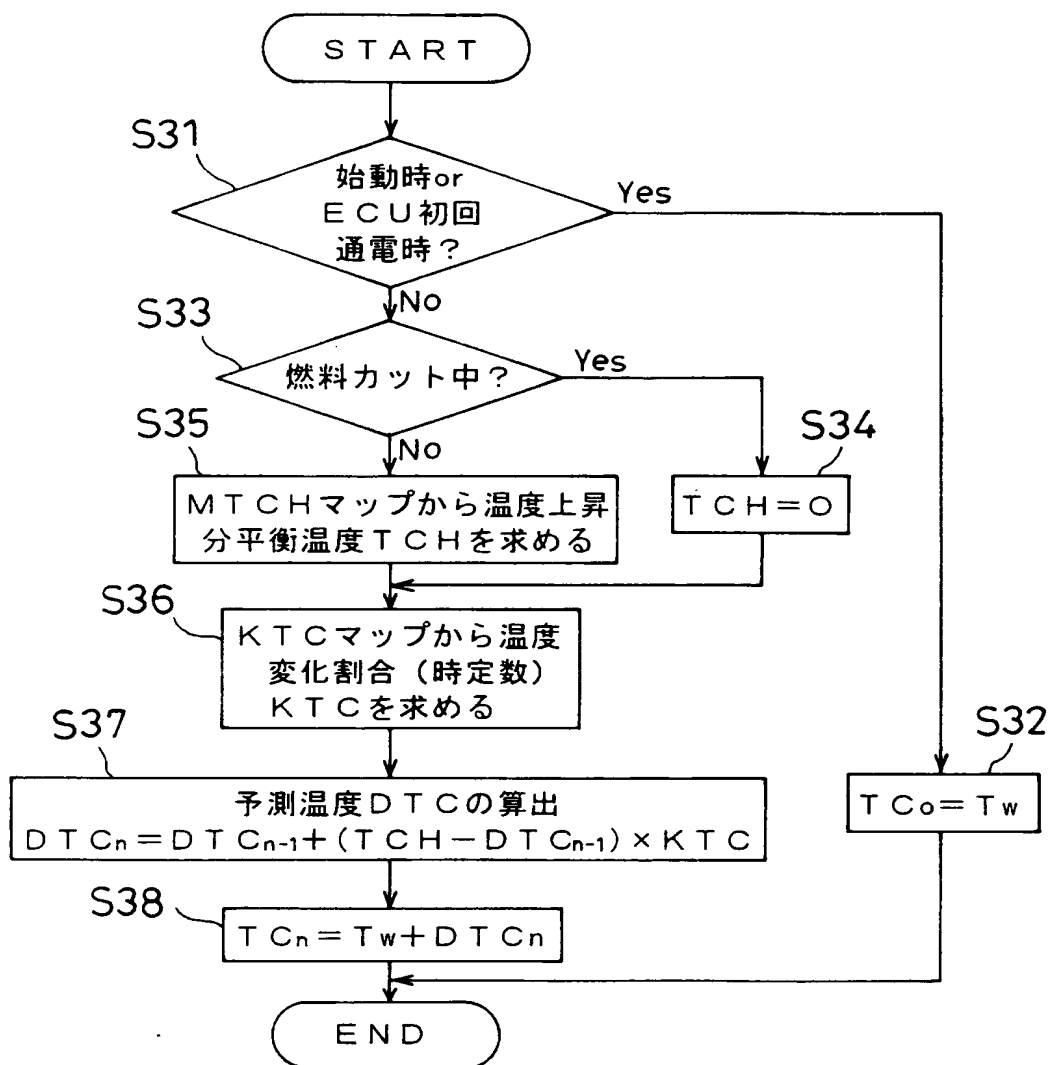 START
S31
始動時or
ECU初回
通電時?
Yes
No
S33
燃料カット中?
Yes
No
S35
MTCHマップから温度上昇
分平衡温度TCHを求める
S34
TCH=0
S36
KTCマップから温度
変化割合(時定数)
KTCを求める
S37
予測温度DTCの算出
DTCn=DTCn-1+(TCH-DTCn-1)×KTC
S32
TCo=Tw
S38
TCn=Tw+DTCn
END